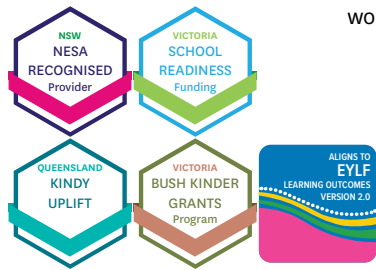 WO
NSW
NESA
RECOGNISED
Provider
VICTORIA
SCHOOL
READINESS
Funding
QUEENSLAND
KINDY
UPLIFT
VICTORIA
BUSH KINDER
GRANTS
Program
ALIGNS TO
EYLF
LEARNING OUTCOMES
VERSION 2.0